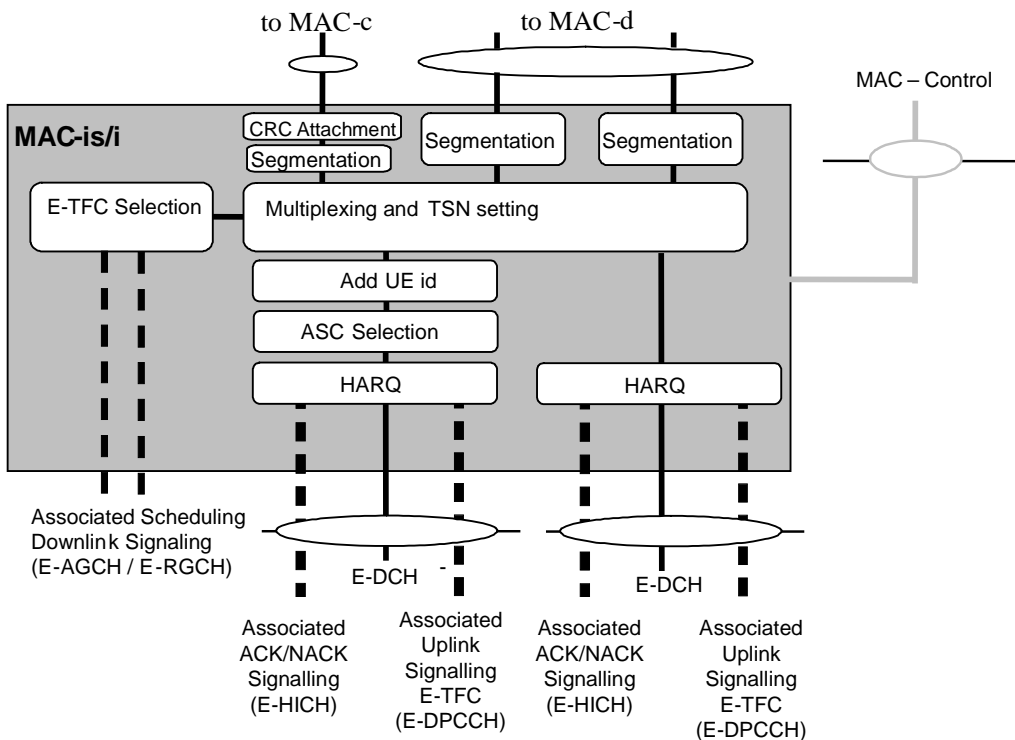 to MAC-c
to MAC-d
MAC – Control
MAC-is/i
CRC Attachment
Segmentation
Segmentation
Segmentation
E-TFC Selection
Multiplexing and TSN setting
Add UE id
ASC Selection
HARQ
HARQ
Associated Scheduling
Downlink Signaling
(E-AGCH / E-RGCH)
E-DCH -
E-DCH
Associated
ACK/NACK
Signalling
(E-HICH)
Associated
Uplink
Signalling
E-TFC
(E-DPCCH)
Associated
ACK/NACK
Signalling
(E-HICH)
Associated
Uplink
Signalling
E-TFC
(E-DPCCH)